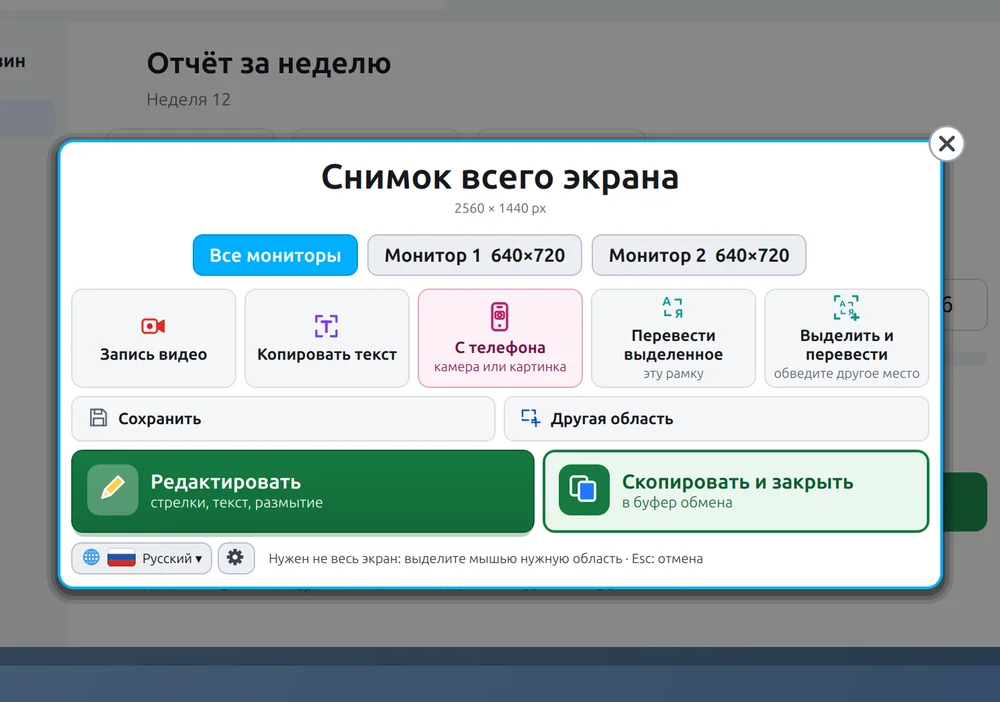 Отчёт за неделю
Неделя 12
Снимок всего экрана
2560 × 1440 px
Все мониторы
Монитор 1 640×720
Монитор 2 640×720
Запись видео
Копировать текст
С телефона
камера или картинка
Перевести
выделенное
эту рамку
Выделить и
перевести
обведите другое место
Сохранить
Другая область
Редактировать
стрелки, текст, размытие
Скопировать и закрыть
в буфер обмена
Русский ▾
Нужен не весь экран: выделите мышью нужную область · Esc: отмена